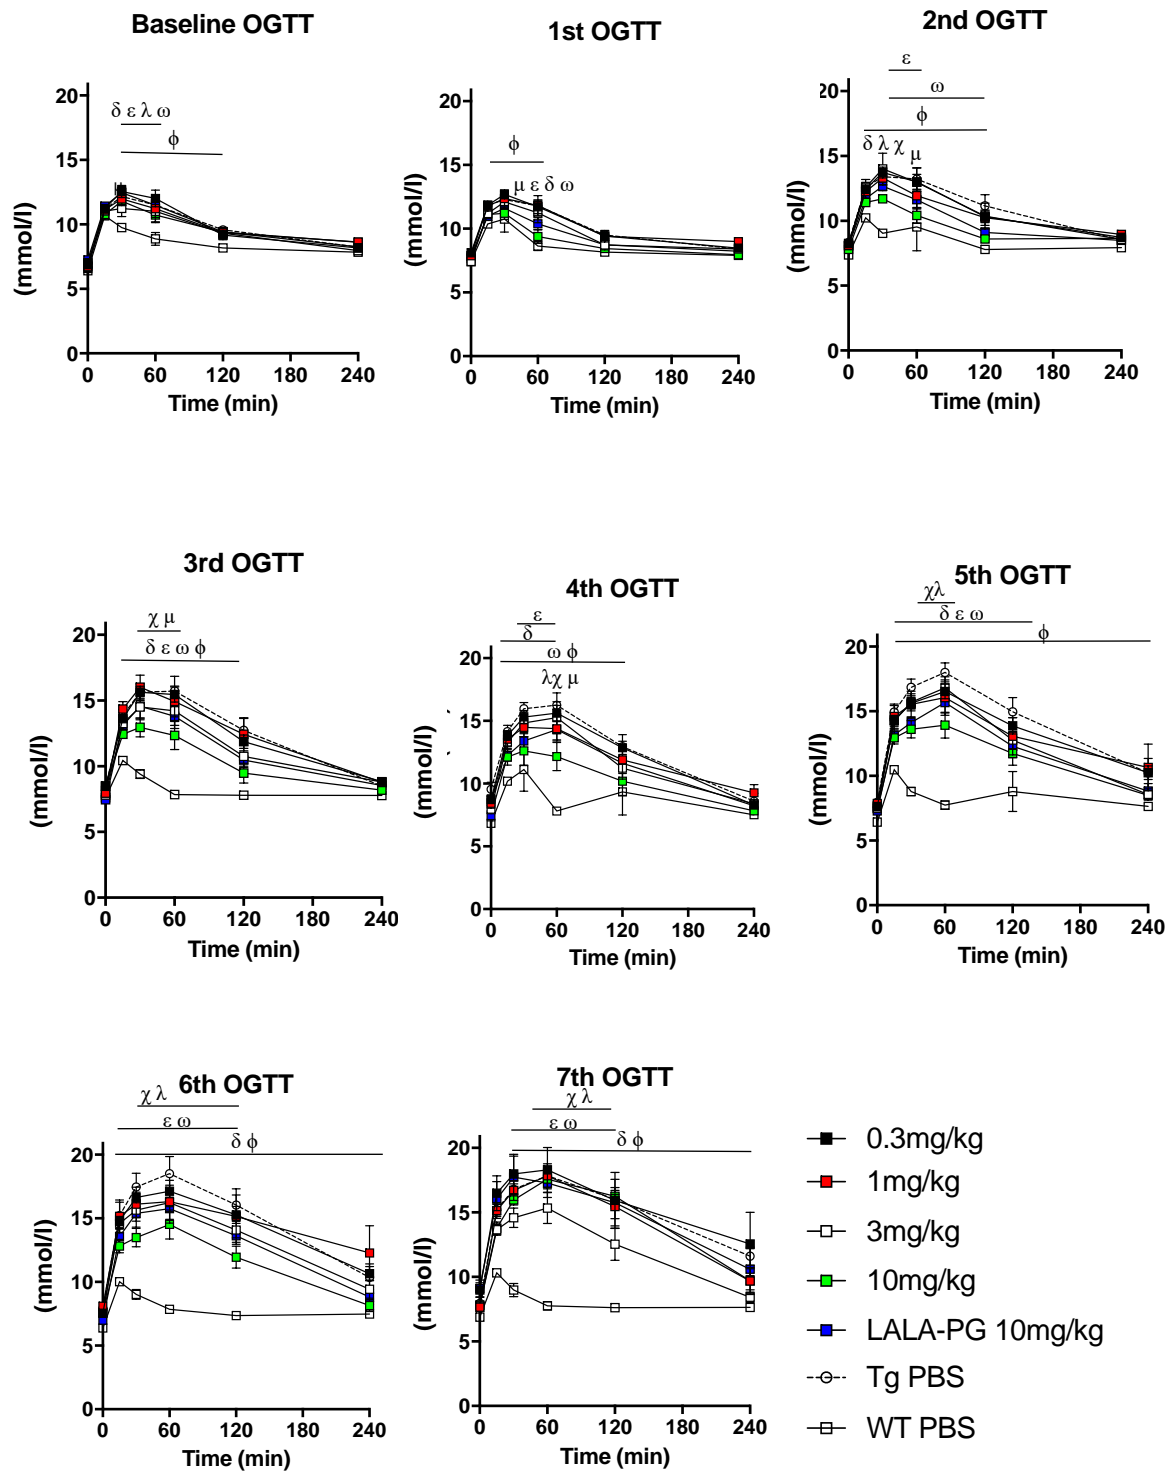 Baseline OGTT
20
15
10
5
0
δ ε λ ω
ϕ
(mmol/l)
0 60 120 180 240
Time (min)
1st OGTT
20
15
10
5
0
ϕ
μ ε δ ω
(mmol/l)
0 60 120 180 240
Time (min)
2nd OGTT
20
15
10
5
0
ε
ω
ϕ
δ λ χ μ
(mmol/l)
0 60 120 180 240
Time (min)
3rd OGTT
20
15
10
5
0
χ μ
δ ε ω ϕ
(mmol/l)
0 60 120 180 240
Time (min)
4th OGTT
20
15
10
5
0
ε
δ
ω ϕ
λχ μ
(mmol/l)
0 60 120 180 240
Time (min)
5th OGTT
20
15
10
5
0
χλ
δ ε ω
ϕ
(mmol/l)
0 60 120 180 240
Time (min)
6th OGTT
20
15
10
5
0
χ λ
ε ω
δ ϕ
(mmol/l)
0 60 120 180 240
Time (min)
7th OGTT
20
15
10
5
0
χ λ
ε ω
δ ϕ
(mmol/l)
0 60 120 180 240
Time (min)
0.3mg/kg
1mg/kg
3mg/kg
10mg/kg
LALA-PG 10mg/kg
Tg PBS
WT PBS